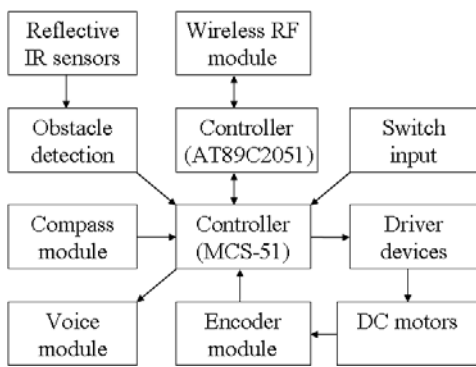 Reflective
IR sensors
Wireless RF
module
Obstacle
detection
Controller
(AT89C2051)
Switch
input
Compass
module
Controller
(MCS-51)
Driver
devices
Voice
module
Encoder
module
DC motors